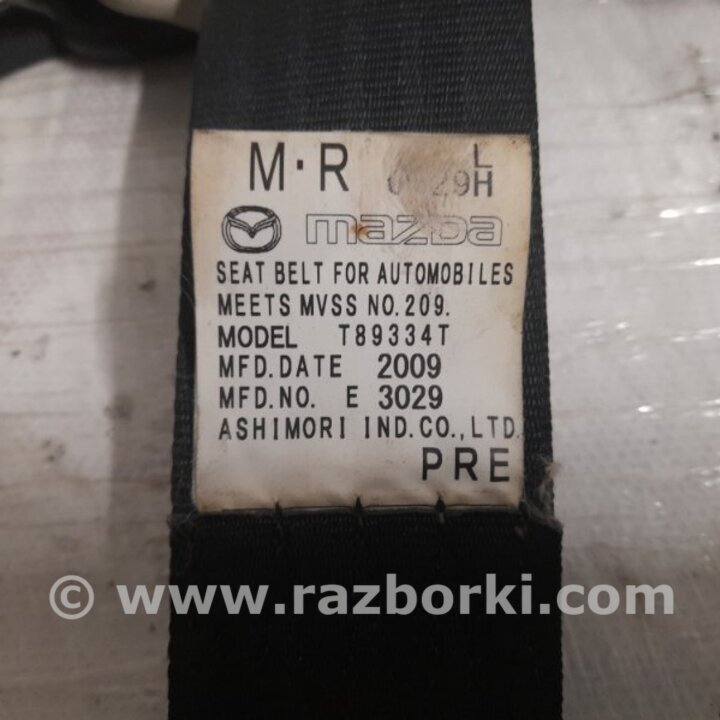 M·R L
H
mazda
SEAT BELT FOR AUTOMOBILES
MEETS MVSS NO.209.
MODEL T89334T
MFD.DATE 2009
MFD.NO. E 3029
ASHIMORI IND.CO.,LTD.
PRE
© www.razborki.com